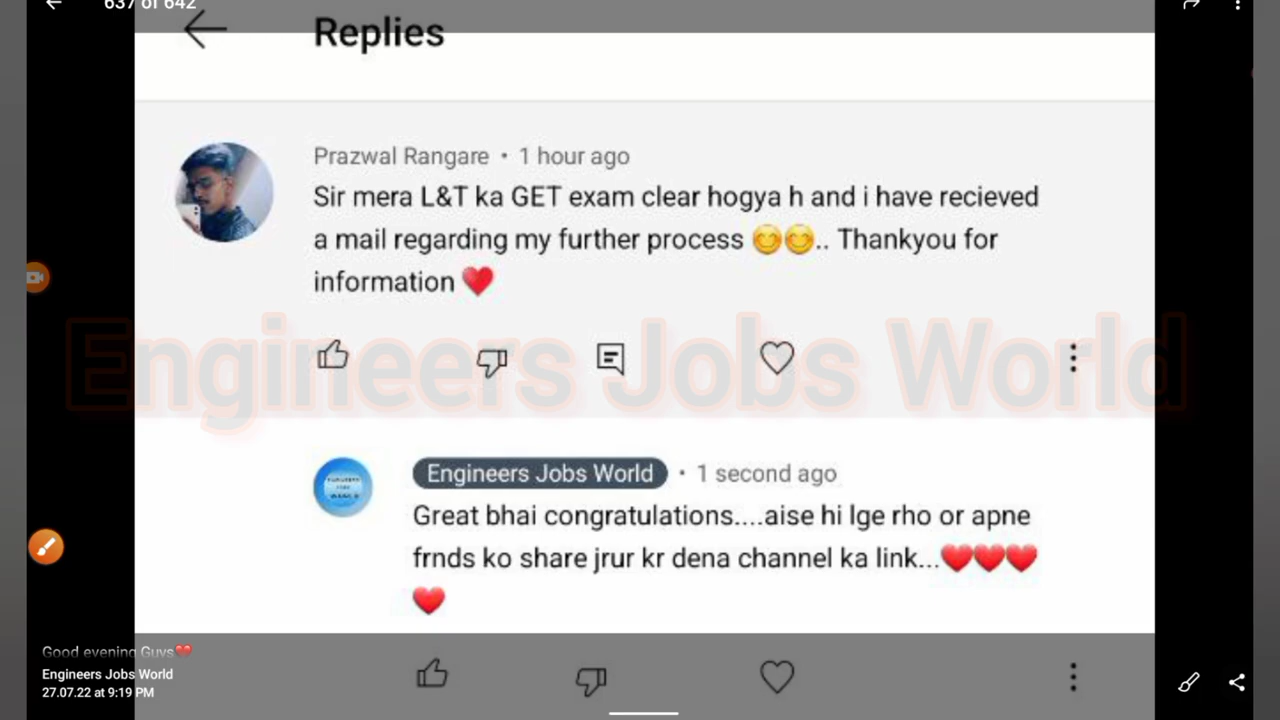 637 of 642
Replies
Prazwal Rangare • 1 hour ago
Sir mera L&T ka GET exam clear hogya h and i have recieved
a mail regarding my further process 😊😊.. Thankyou for
information ❤️
Engineers Jobs World
Engineers Jobs World • 1 second ago
Great bhai congratulations....aise hi lge rho or apne
frnds ko share jrur kr dena channel ka link...❤️❤️❤️
❤️
Good evening Guys❤️
Engineers Jobs World
27.07.22 at 9:19 PM